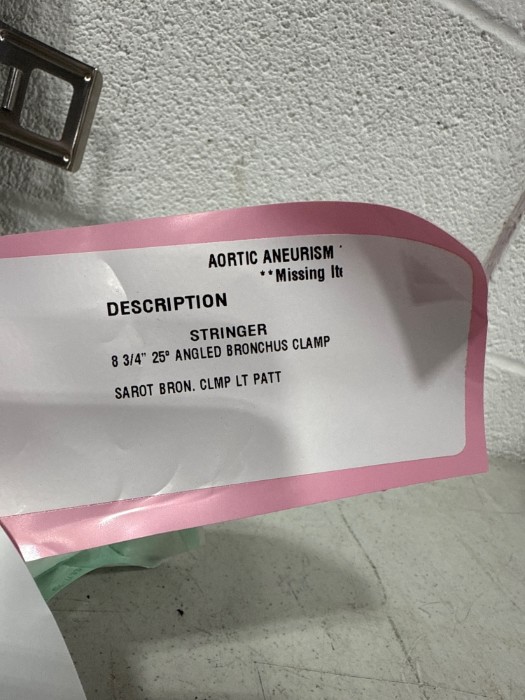 AORTIC ANEURISM
**Missing
DESCRIPTION
STRINGER
8 3/4" 25° ANGLED BRONCHUS CLAMP
SAROT BRON. CLMP LT PATT